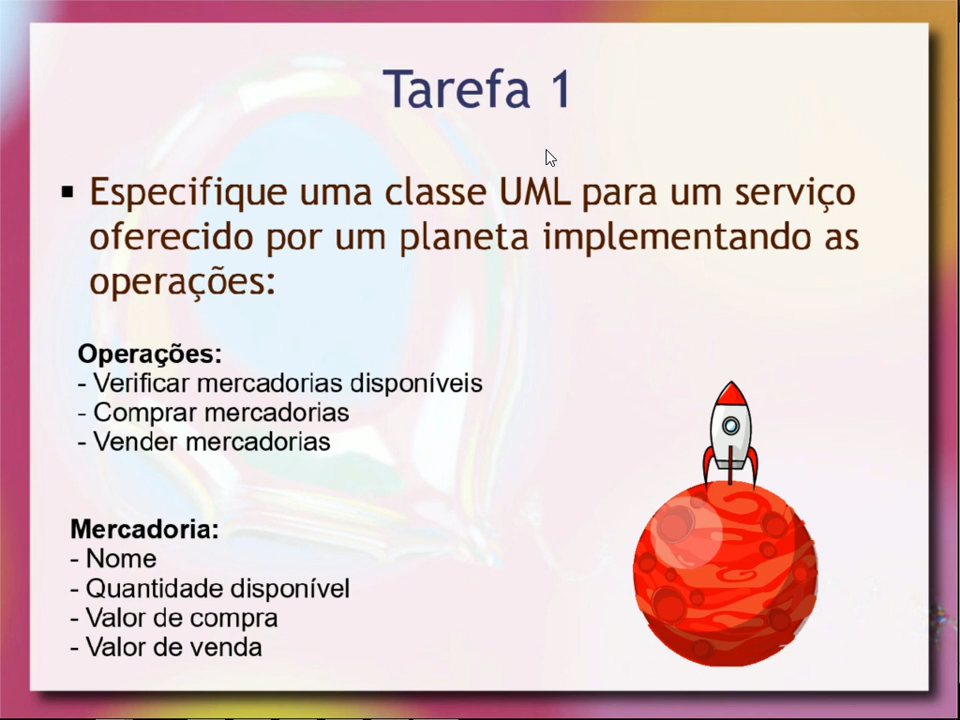 Tarefa 1
Especifique uma classe UML para um serviço
oferecido por um planeta implementando as
operações:
Operações:
- Verificar mercadorias disponíveis
- Comprar mercadorias
- Vender mercadorias
Mercadoria:
- Nome
- Quantidade disponível
- Valor de compra
- Valor de venda